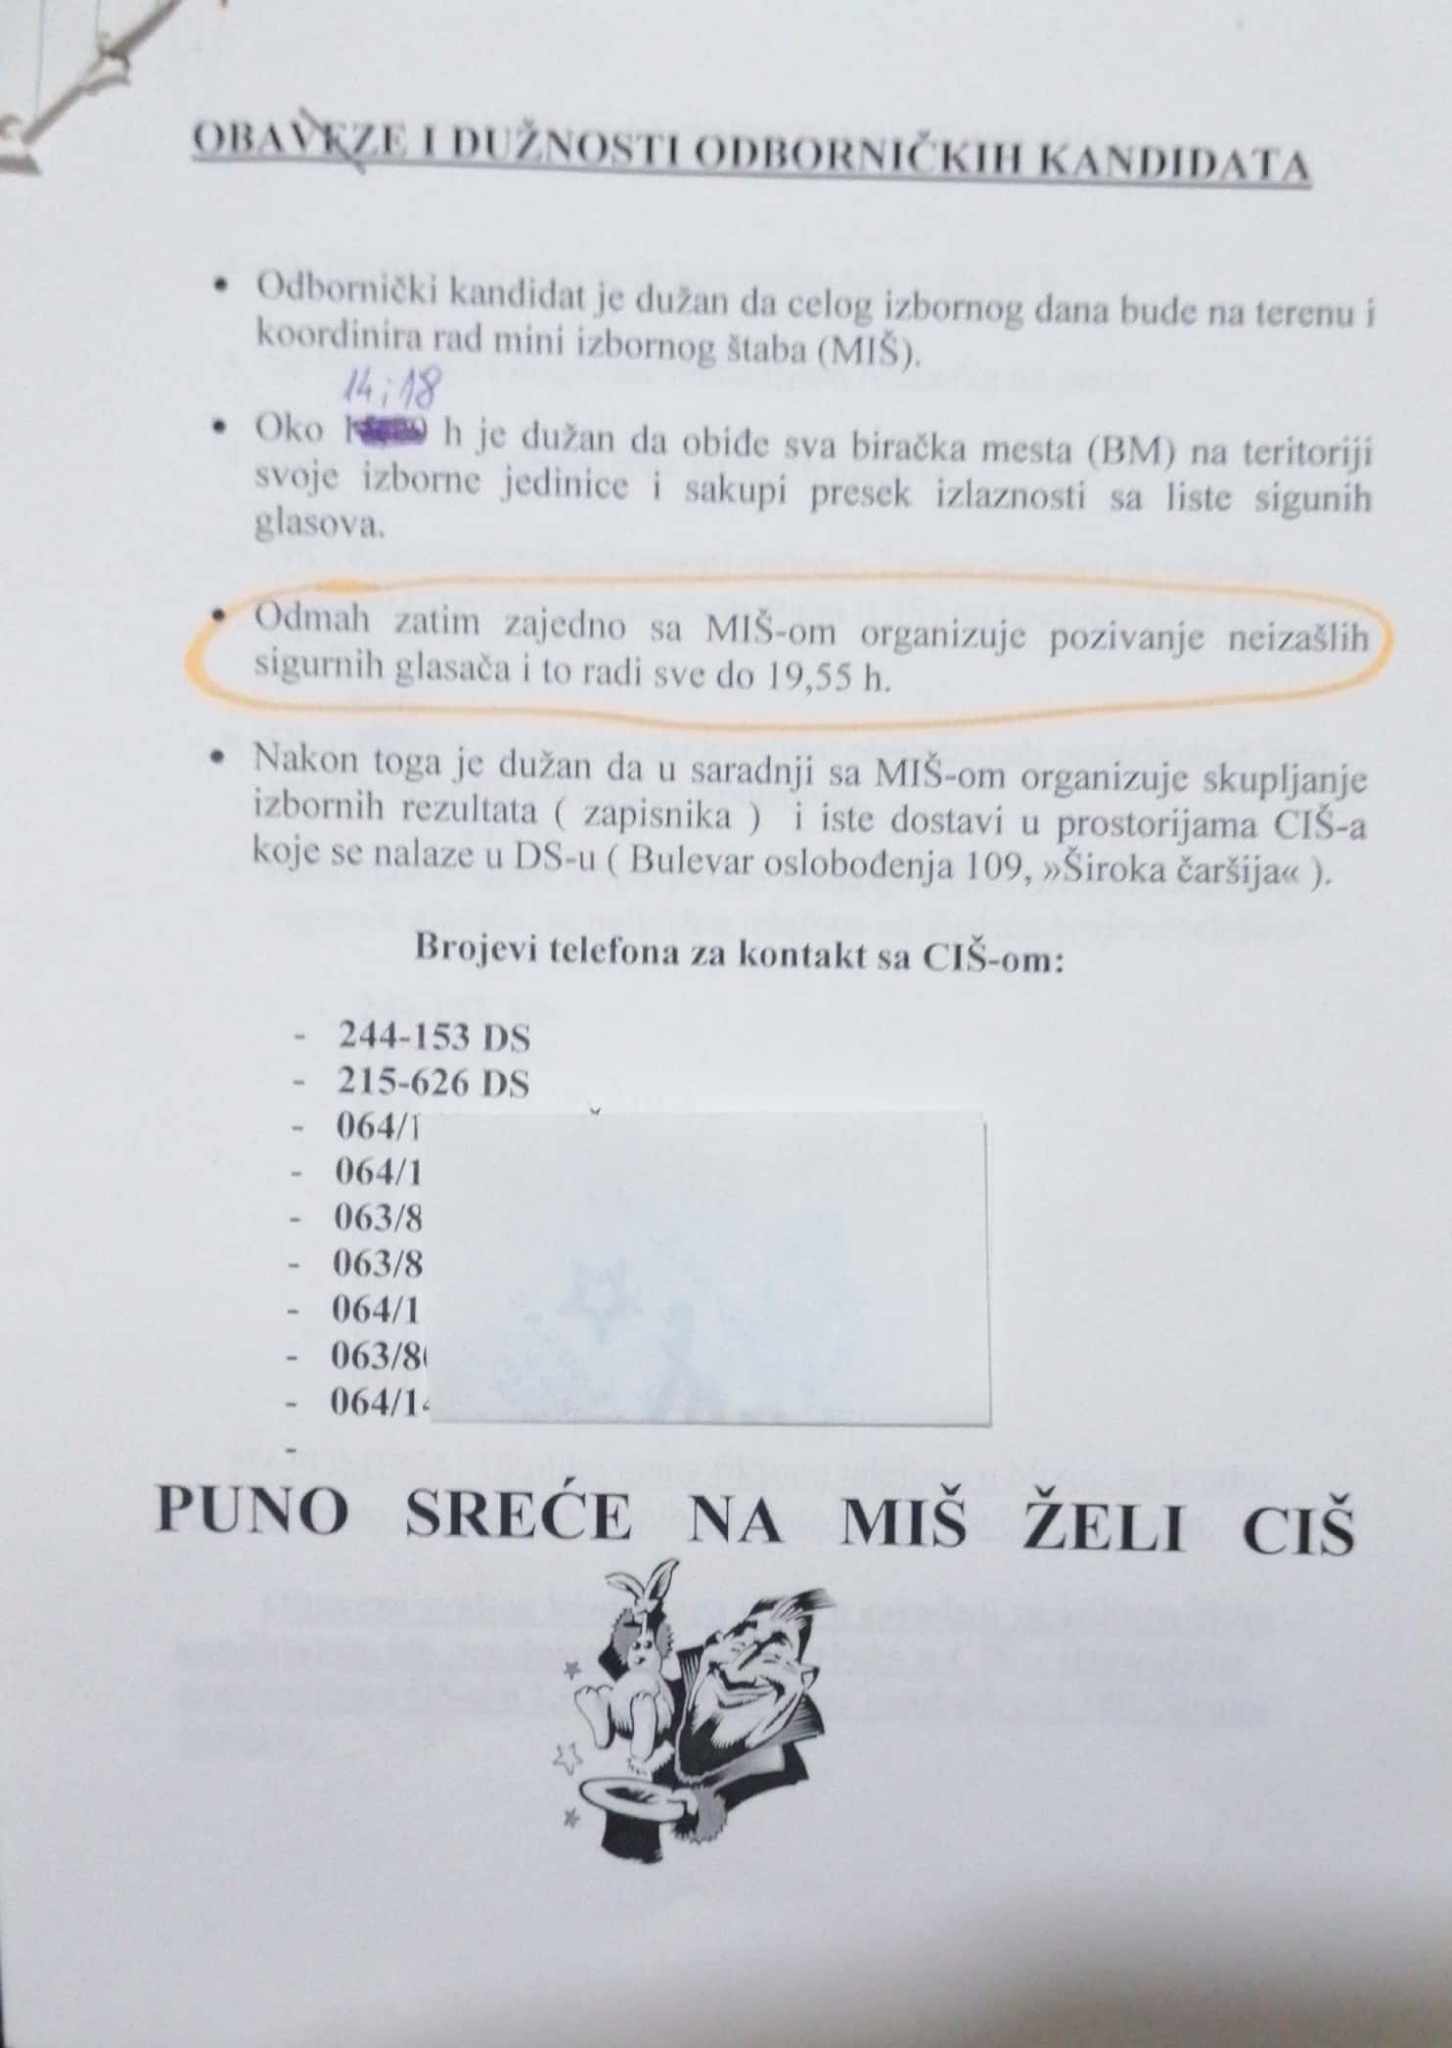 OBAVEZE I DUŽNOSTI ODBORNIČKIH KANDIDATA
• Odbornički kandidat je dužan da celog izbornog dana bude na terenu i
koordinira rad mini izbornog štaba (MIŠ).
14 i 18
• Oko h je dužan da obiđe sva biračka mesta (BM) na teritoriji
svoje izborne jedinice i sakupi presek izlaznosti sa liste sigunih
glasova.
• Odmah zatim zajedno sa MIŠ-om organizuje pozivanje neizašlih
sigurnih glasača i to radi sve do 19,55 h.
• Nakon toga je dužan da u saradnji sa MIŠ-om organizuje skupljanje
izbornih rezultata ( zapisnika ) i iste dostavi u prostorijama CIŠ-a
koje se nalaze u DS-u ( Bulevar oslobođenja 109, »Široka čaršija« ).
Brojevi telefona za kontakt sa CIŠ-om:
- 244-153 DS
- 215-626 DS
- 064/1
- 064/1
- 063/8
- 063/8
- 064/1
- 063/8
- 064/1
-
PUNO SREĆE NA MIŠ ŽELI CIŠ